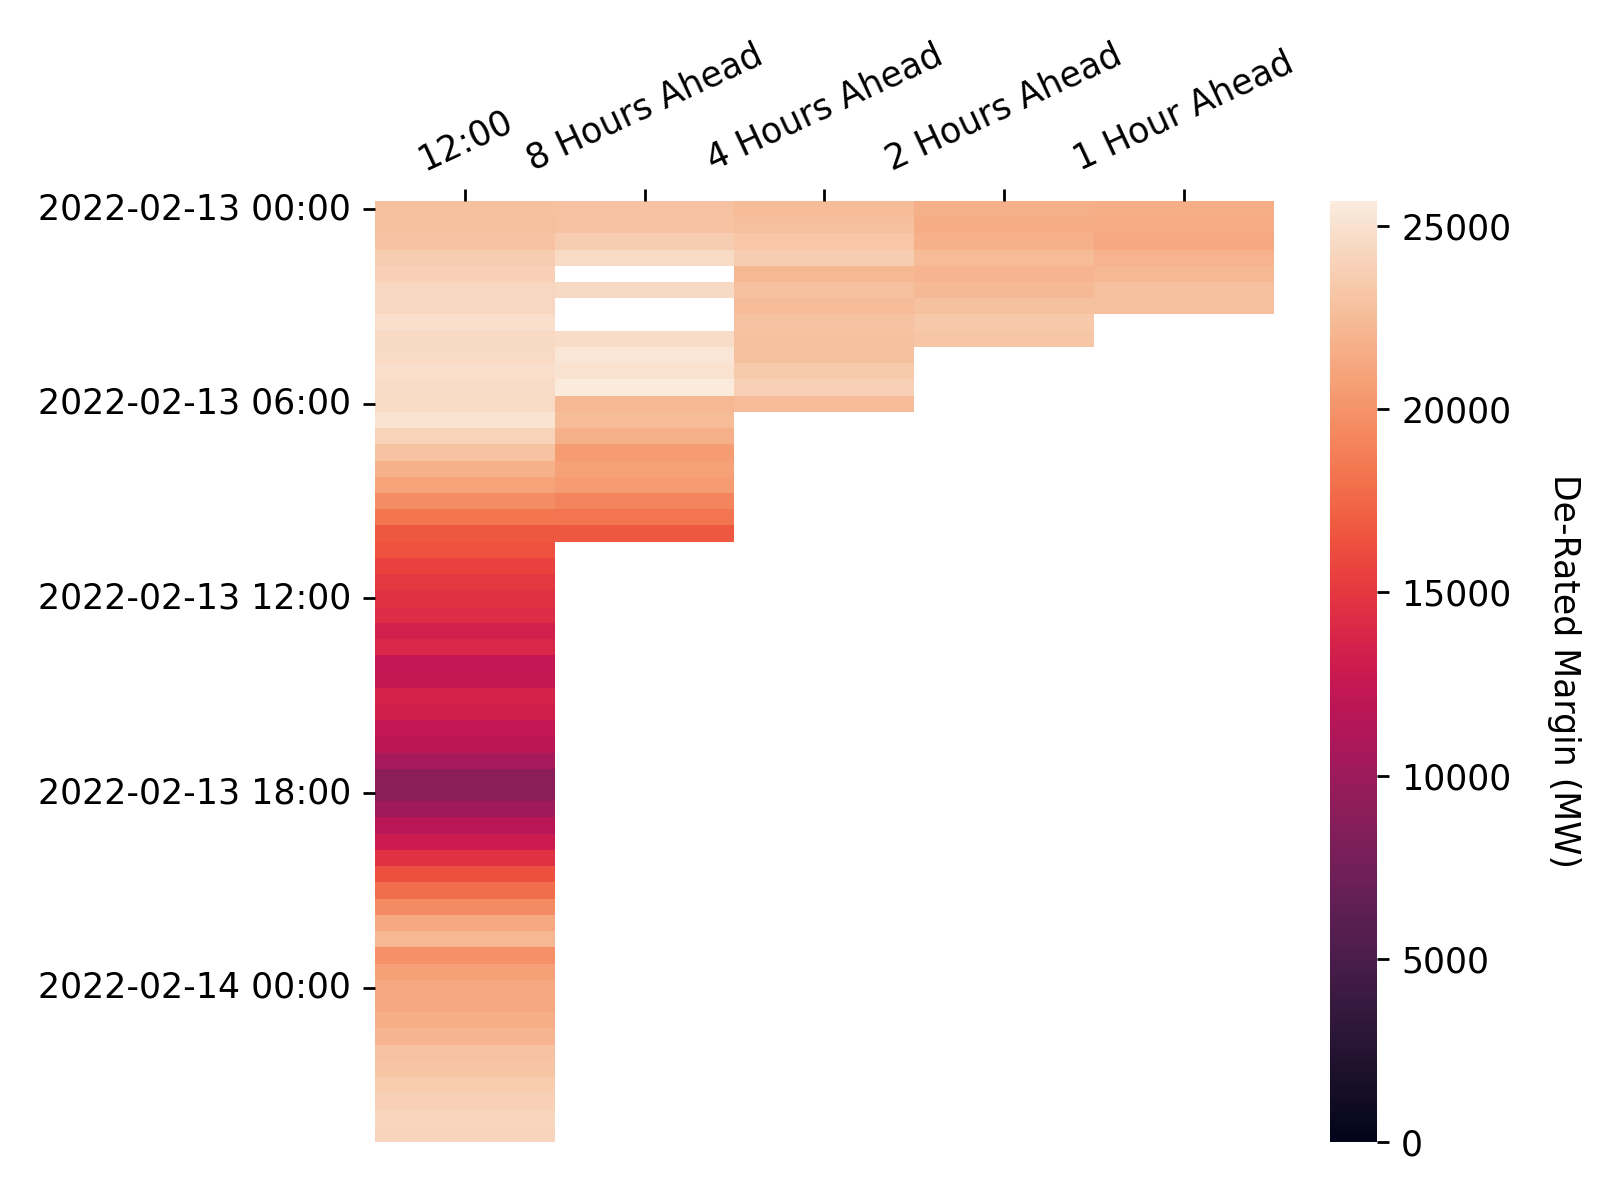 12:00
8 Hours Ahead
4 Hours Ahead
2 Hours Ahead
1 Hour Ahead
2022-02-13 00:00
2022-02-13 06:00
2022-02-13 12:00
2022-02-13 18:00
2022-02-14 00:00
25000
20000
15000
10000
5000
0
De-Rated Margin (MW)